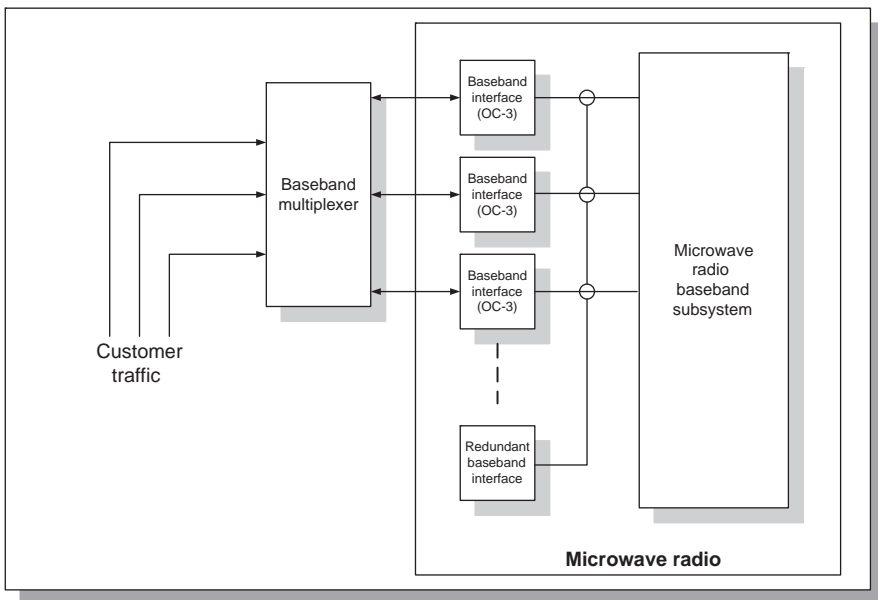 Customer
traffic
Baseband
multiplexer
Baseband
interface
(OC-3)
Baseband
interface
(OC-3)
Baseband
interface
(OC-3)
Redundant
baseband
interface
Microwave
radio
baseband
subsystem
Microwave radio